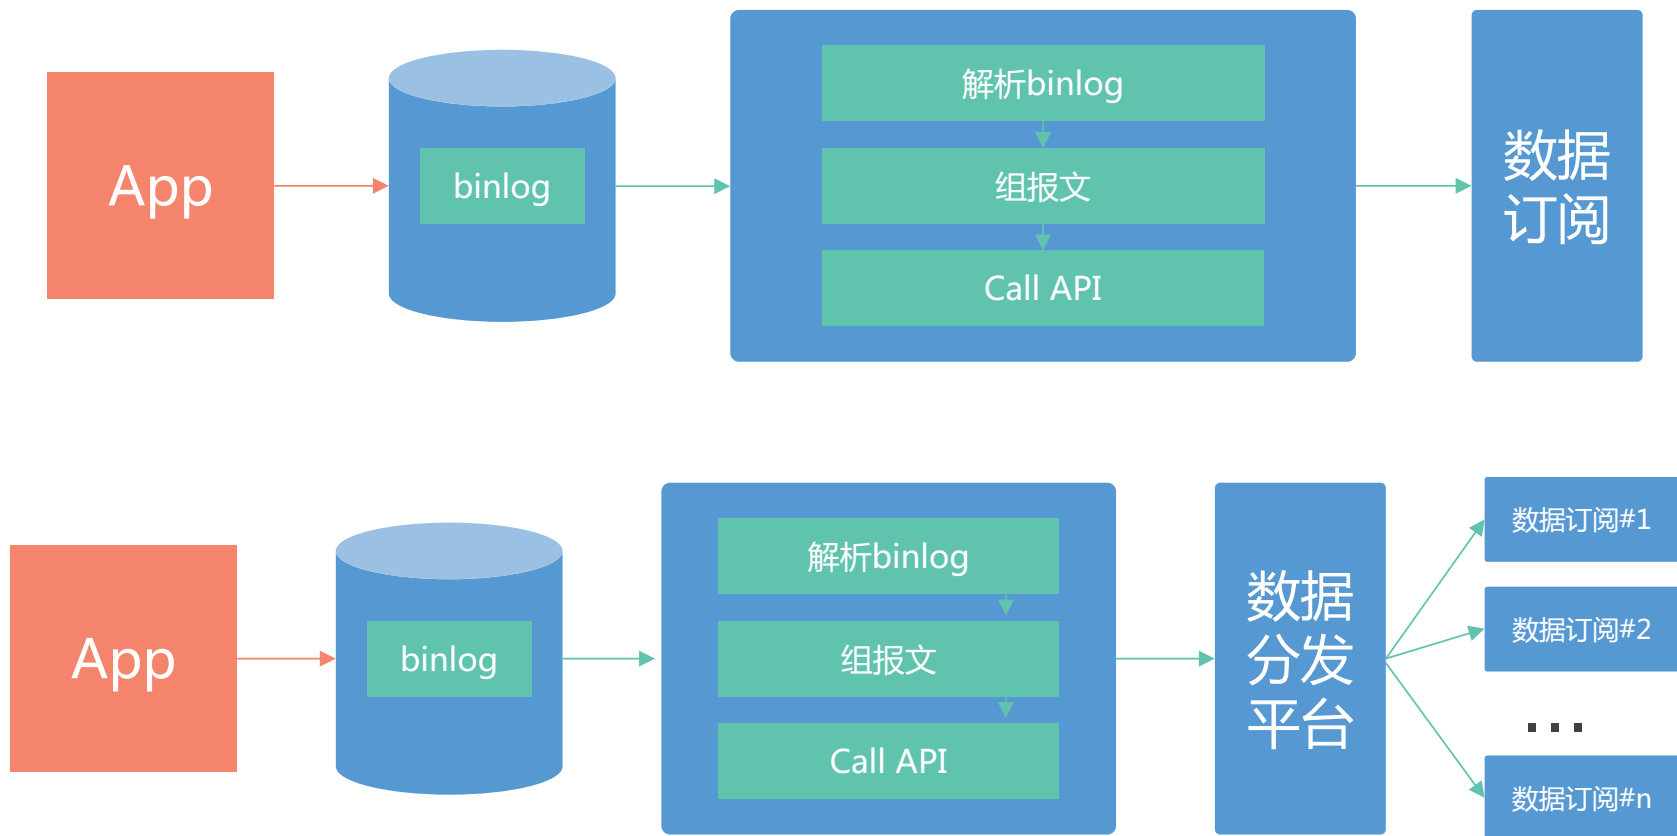 App
binlog
解析binlog
组报文
Call API
数据
订阅
App
binlog
解析binlog
组报文
Call API
数据
分发
平台
数据订阅#1
数据订阅#2
...
数据订阅#n